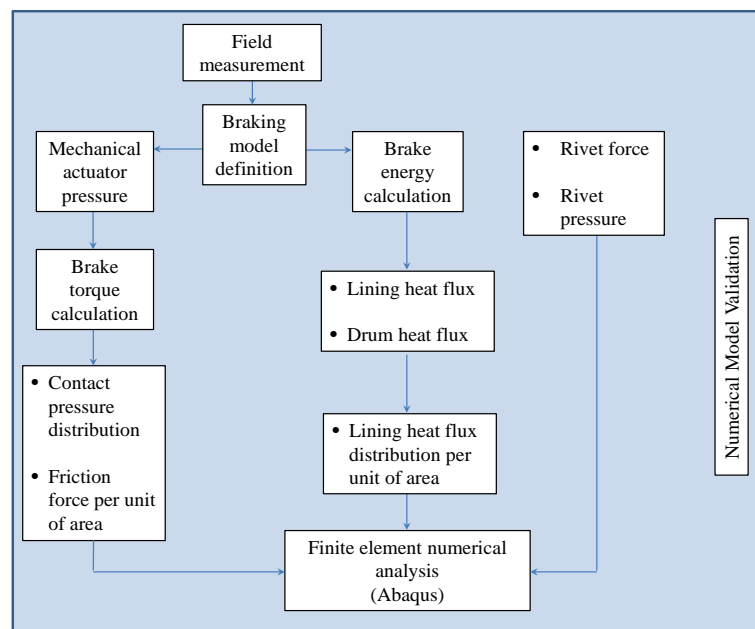 Field
measurement
Braking
model
definition
Mechanical
actuator
pressure
Brake
energy
calculation
• Rivet force
• Rivet
pressure
Brake
torque
calculation
• Lining heat flux
• Drum heat flux
• Contact
pressure
distribution
• Friction
force per unit
of area
• Lining heat flux
distribution per
unit of area
Finite element numerical
analysis
(Abaqus)
Numerical Model Validation